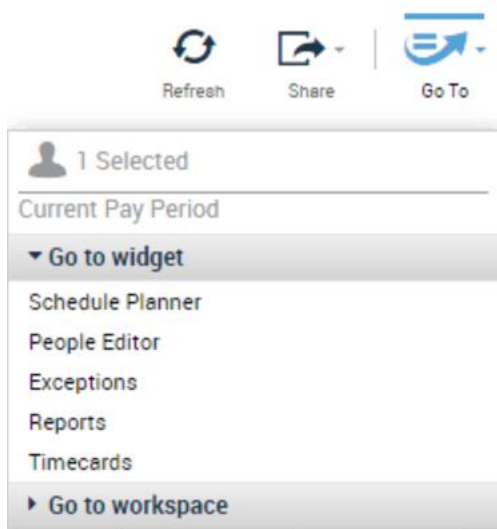 Refresh Share Go To
1 Selected
Current Pay Period
Go to widget
Schedule Planner
People Editor
Exceptions
Reports
Timecards
Go to workspace